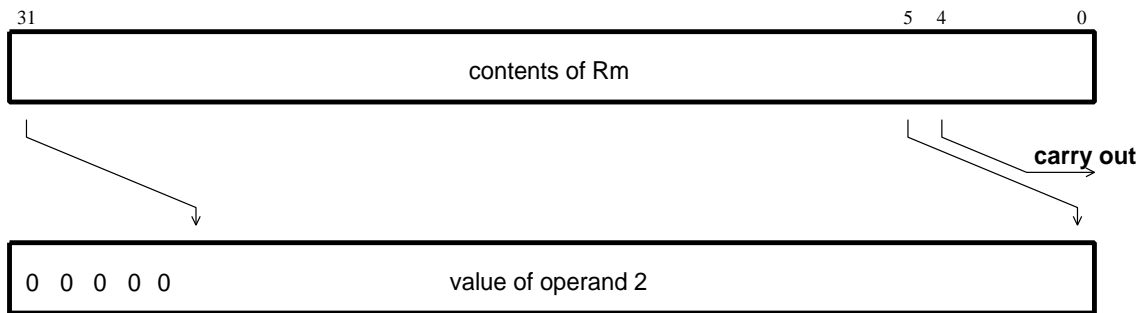 31 5 4 0
contents of Rm
carry out
0 0 0 0 0 value of operand 2